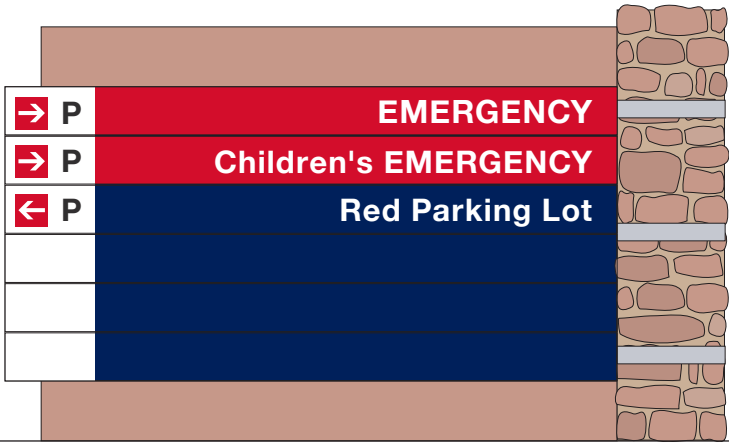 → P EMERGENCY
→ P Children's EMERGENCY
← P Red Parking Lot